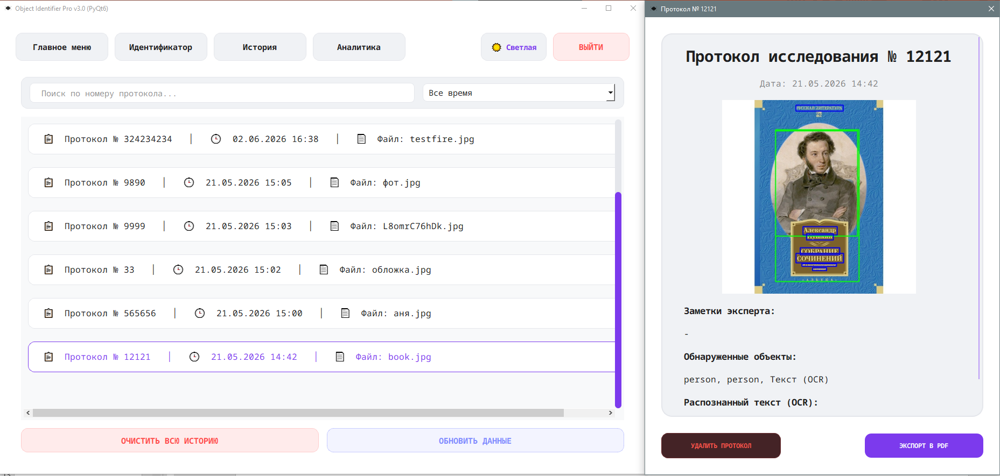 Object Identifier Pro v3.0 (PyQt6)
Главное меню
Идентификатор
История
Аналитика
Светлая
ВЫЙТИ
Поиск по номеру протокола...
Все время
Протокол № 324234234 | 02.06.2026 16:38 | Файл: testfire.jpg
Протокол № 9890 | 21.05.2026 15:05 | Файл: фот.jpg
Протокол № 9999 | 21.05.2026 15:03 | Файл: L8omrC76hDk.jpg
Протокол № 33 | 21.05.2026 15:02 | Файл: обложка.jpg
Протокол № 565656 | 21.05.2026 15:00 | Файл: аня.jpg
Протокол № 12121 | 21.05.2026 14:42 | Файл: book.jpg
ОЧИСТИТЬ ВСЮ ИСТОРИЮ
ОБНОВИТЬ ДАННЫЕ
Протокол № 12121
Протокол исследования № 12121
Дата: 21.05.2026 14:42
РУССКАЯ ЛИТЕРАТУРА
Александр
Пушкин
СОБРАНИЕ
СОЧИНЕНИЙ
АЗБУКА
Заметки эксперта:
-
Обнаруженные объекты:
person, person, Текст (OCR)
Распознанный текст (OCR):
УДАЛИТЬ ПРОТОКОЛ
ЭКСПОРТ В PDF